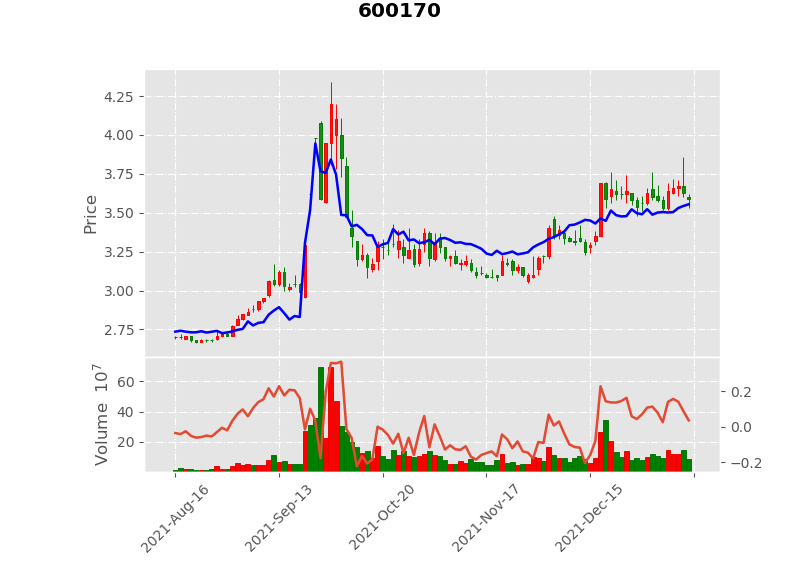 600170
4.25
4.00
3.75
3.50
3.25
3.00
2.75
Price
60
40
20
Volume 10^7
0.2
0.0
−0.2
2021-Aug-16
2021-Sep-13
2021-Oct-20
2021-Nov-17
2021-Dec-15